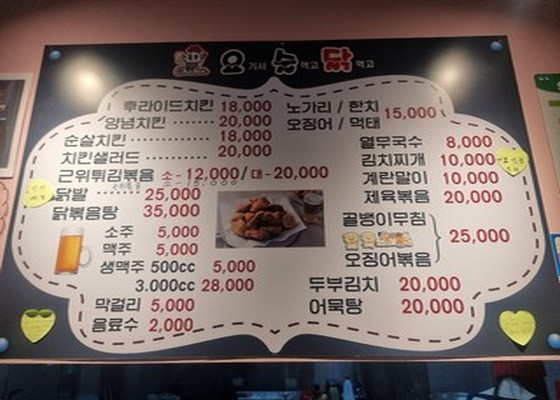 요 기서 술 먹고 닭 먹고
후라이드치킨 18,000
양념치킨 ········ 20,000
순살치킨 ········ 18,000
치킨샐러드 ······ 20,000
근위튀김볶음 소 - 12,000 / 대 - 20,000
닭발 25,000
닭볶음탕 35,000
소주 5,000
맥주 5,000
생맥주 500cc 5,000
3.000cc 28,000
막걸리 5,000
음료수 2,000
노가리 / 한치
오징어 / 먹태 15,000
열무국수 8,000
김치찌개 10,000
계란말이 10,000
제육볶음 20,000
골뱅이무침
오징어볶음 25,000
두부김치 20,000
어묵탕 20,000